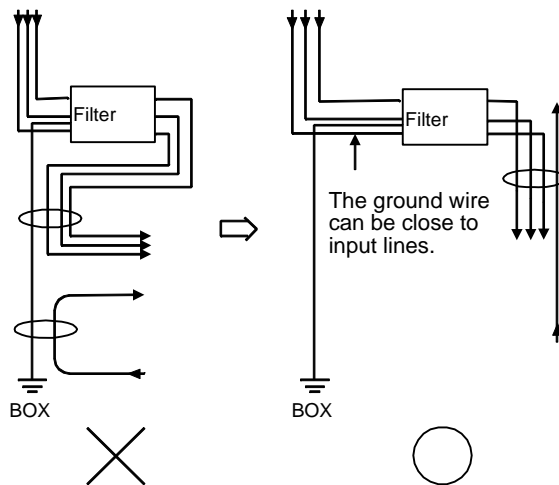 Filter
Filter
The ground wire
can be close to
input lines.
BOX
BOX